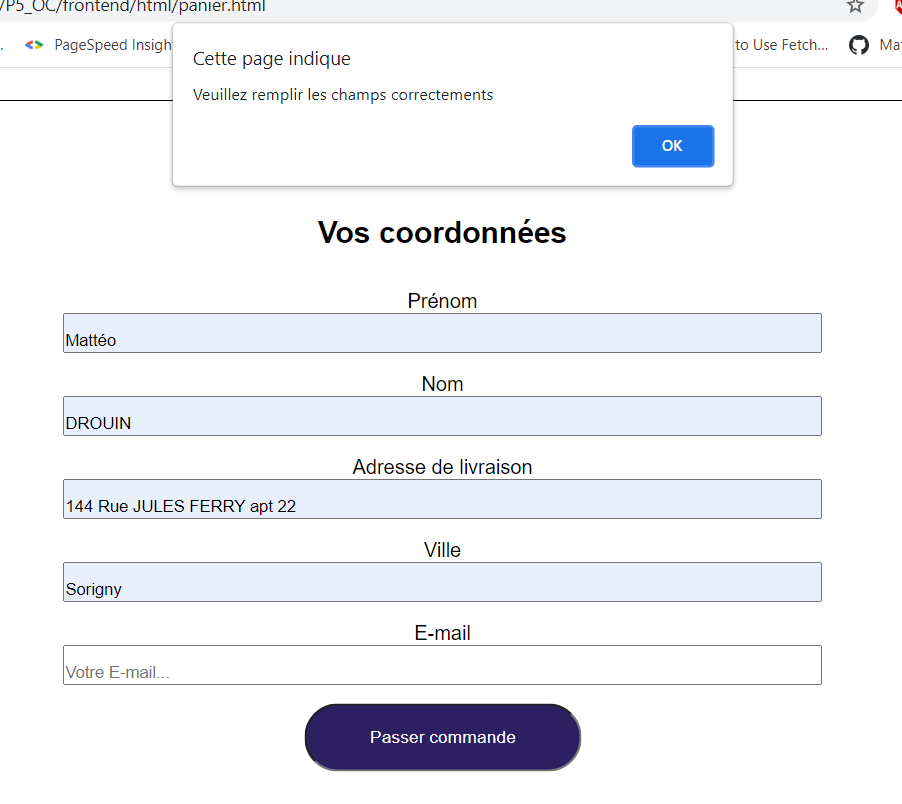 /P5_OC/frontend/html/panier.html
PageSpeed Insigh
to Use Fetch...
Cette page indique
Veuillez remplir les champs correctements
OK
Vos coordonnées
Prénom
Mattéo
Nom
DROUIN
Adresse de livraison
144 Rue JULES FERRY apt 22
Ville
Sorigny
E-mail
Votre E-mail...
Passer commande